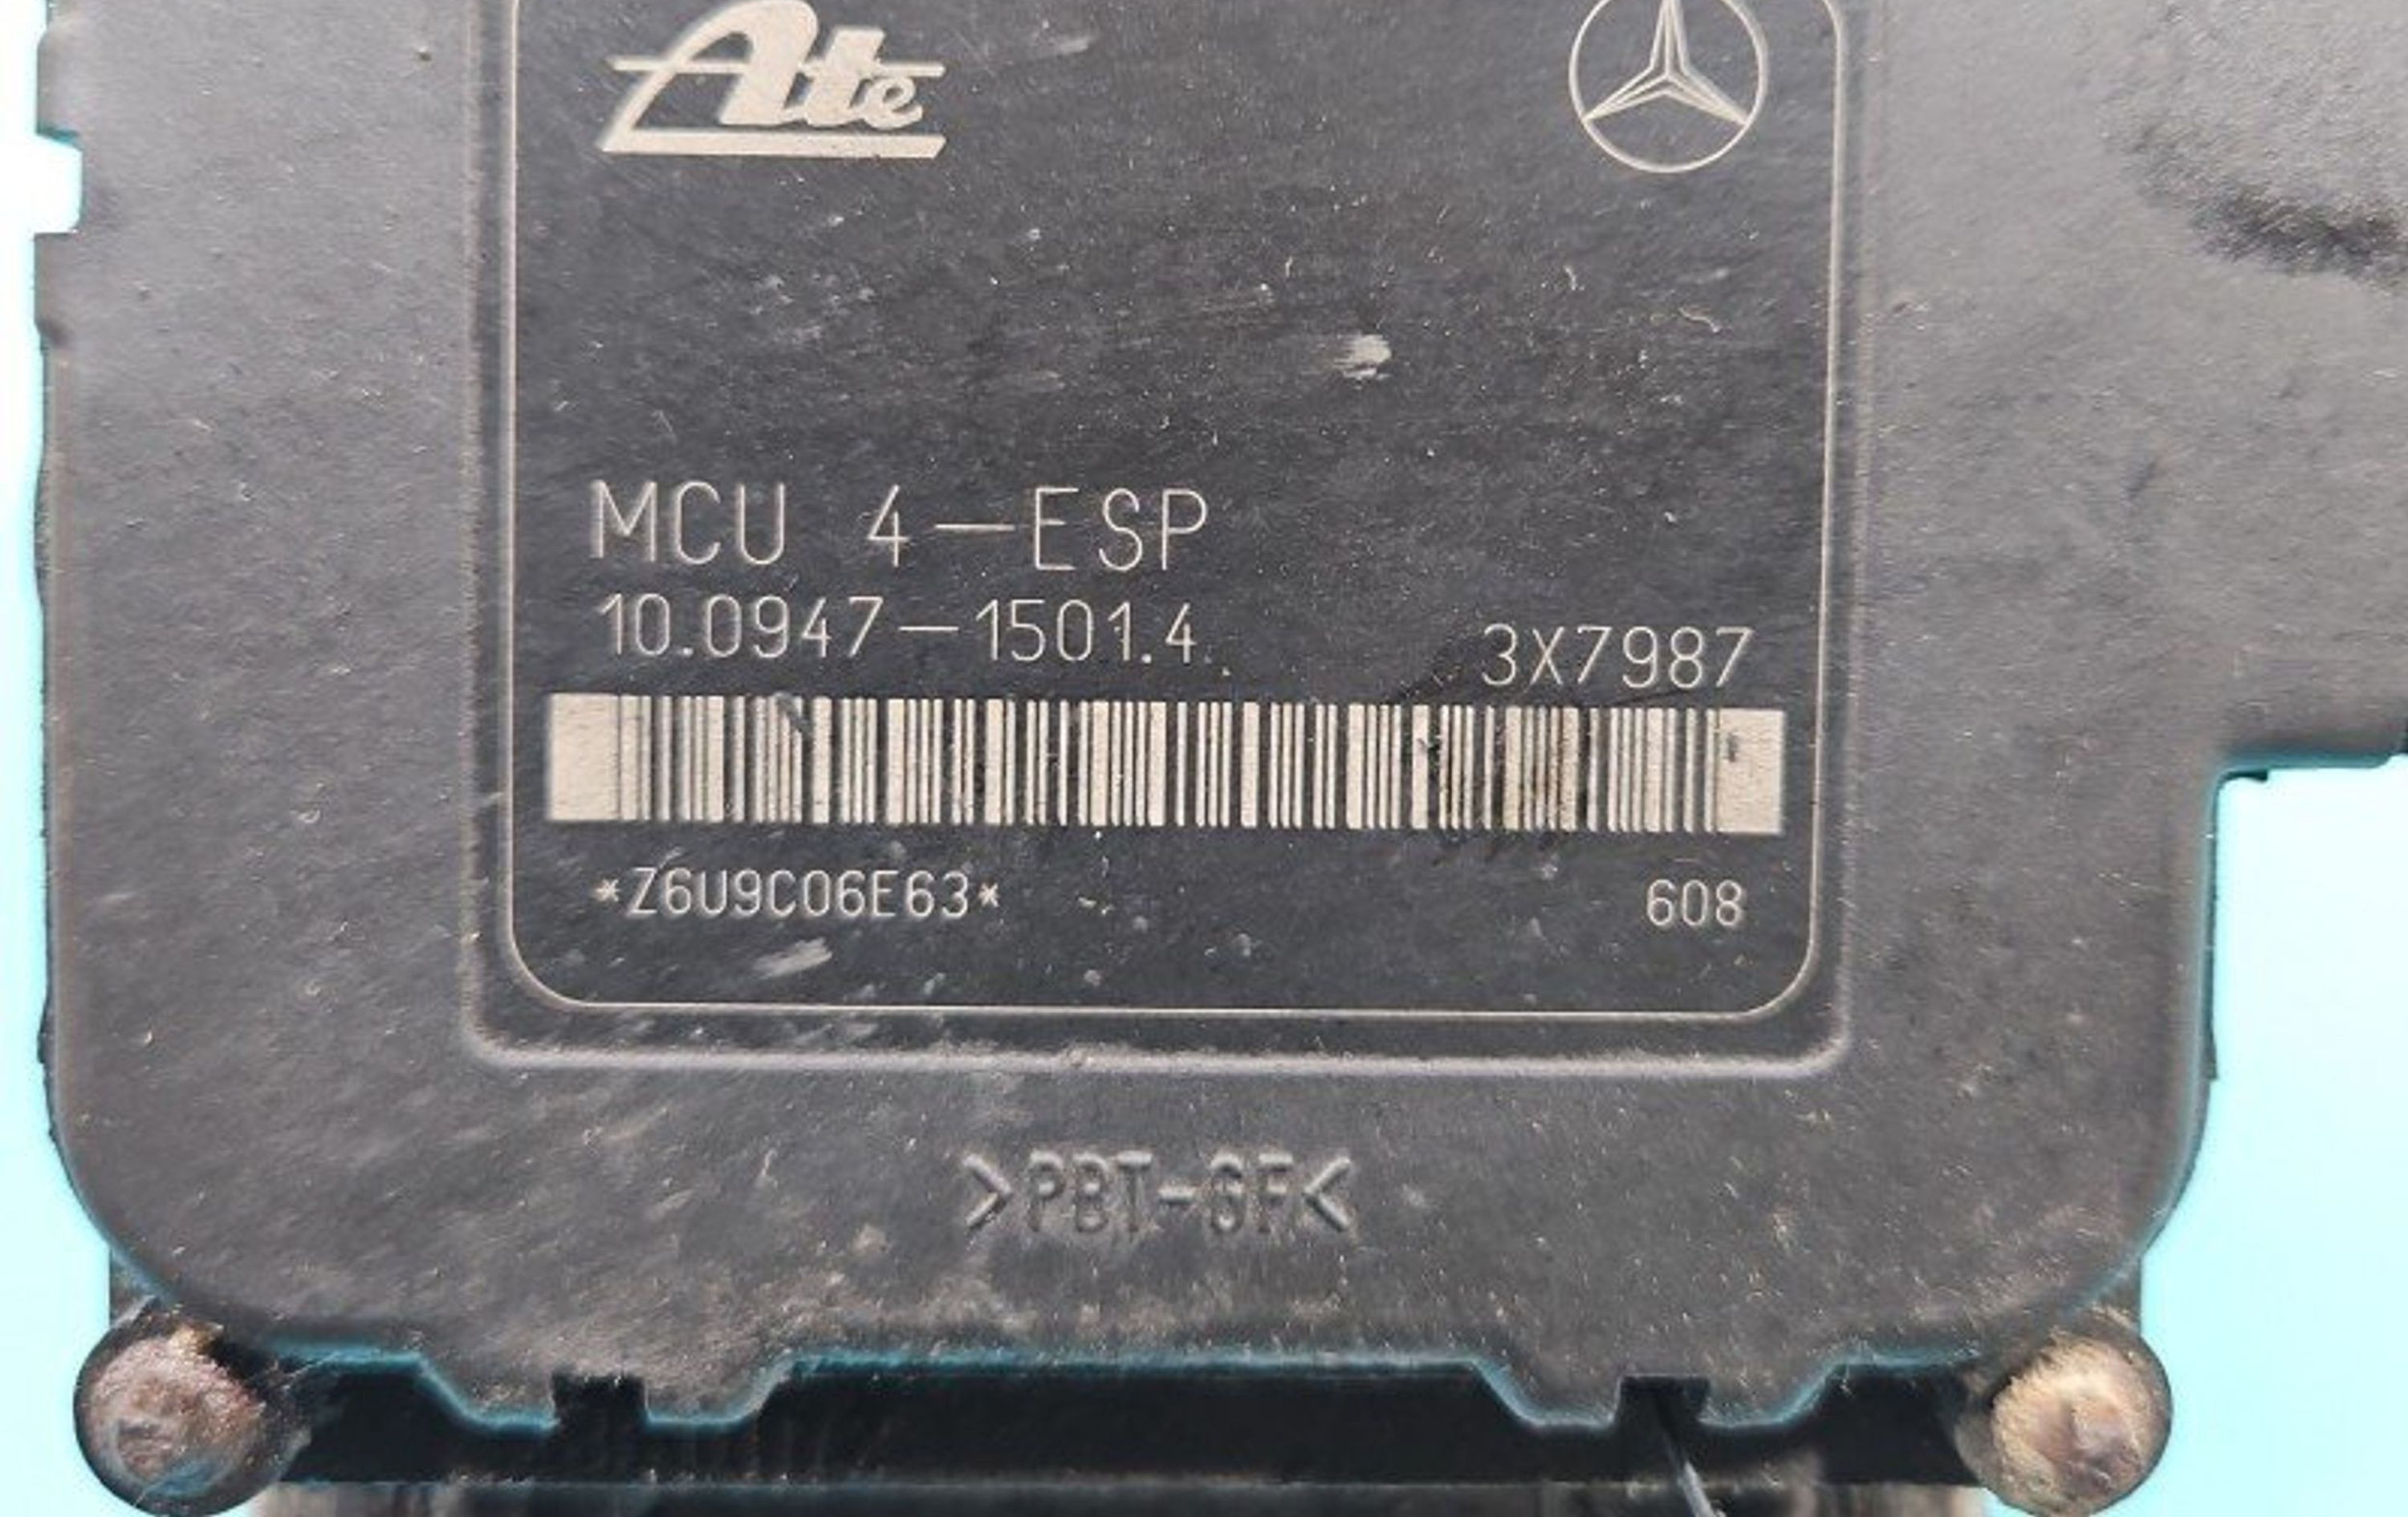 Ate
MCU 4-ESP
10.0947-1501.4 3X7987
*Z6U9C06E63* 608
>PBT-GF<